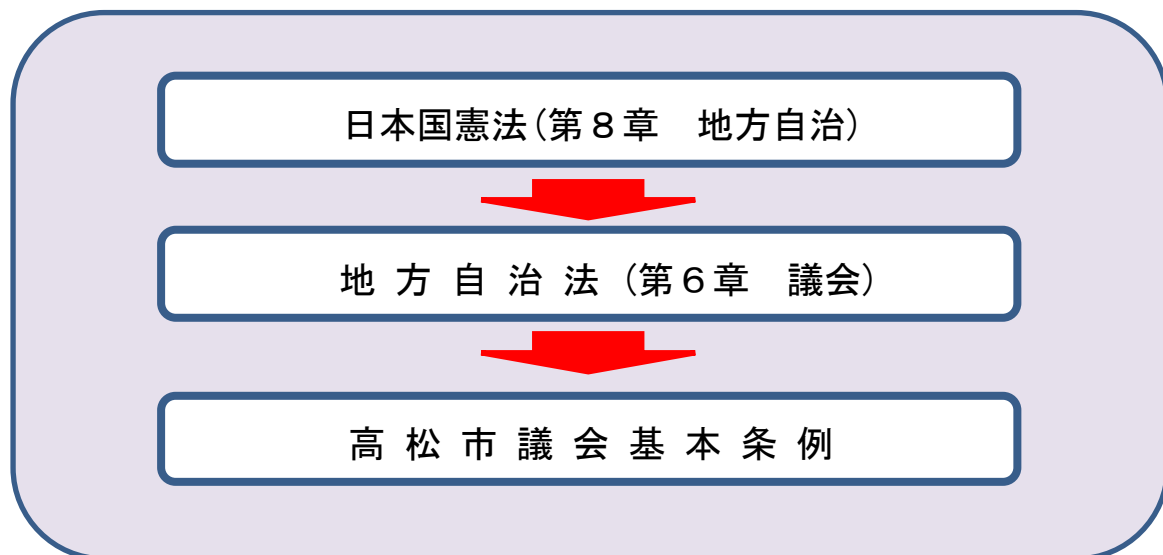 日本国憲法（第８章　地方自治）
地 方 自 治 法 （第６章　議会）
高 松 市 議 会 基 本 条 例